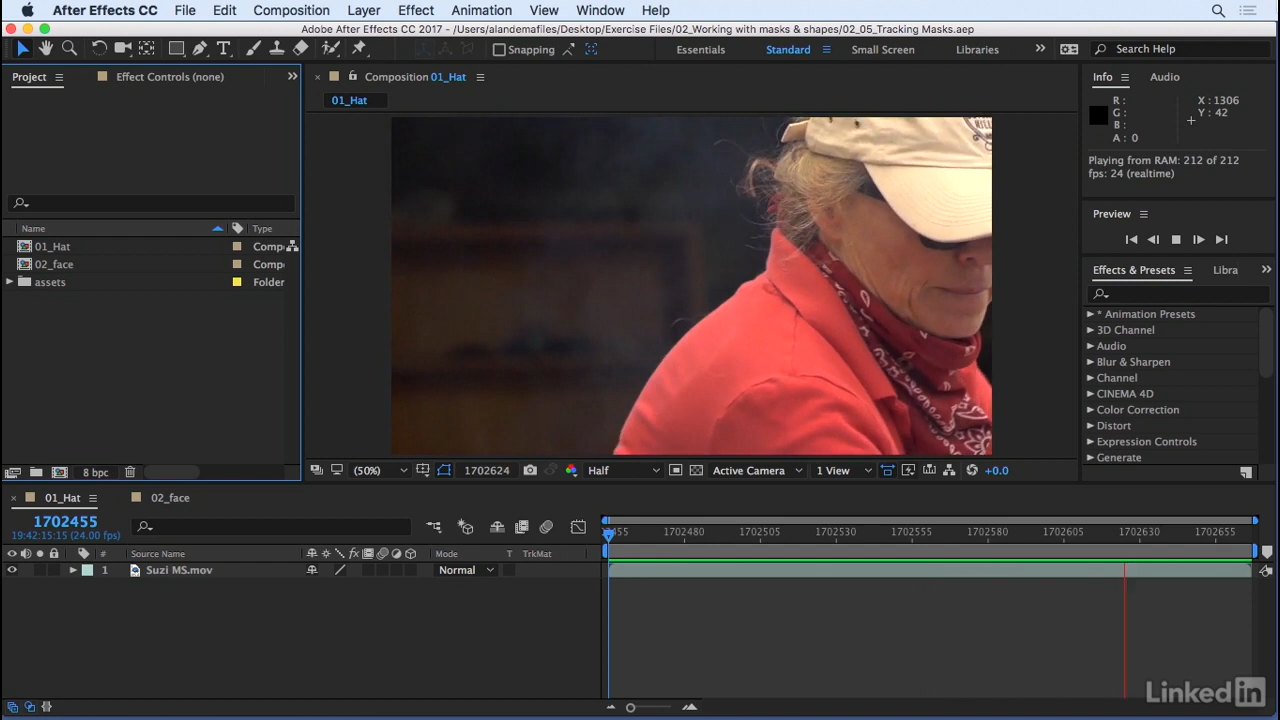 After Effects CC File Edit Composition Layer Effect Animation View Window Help
Adobe After Effects CC 2017 - /Users/alandemafiles/Desktop/Exercise Files/02_Working with masks & shapes/02_05_Tracking Masks.aep
Snapping Essentials Standard Small Screen Libraries Search Help
Project Effect Controls (none) Composition 01_Hat Info Audio
01_Hat
R : X : 1306
G : Y : 42
B :
A : 0
Playing from RAM: 212 of 212
fps: 24 (realtime)
Preview
Name Type
01_Hat Comp
02_face Comp
assets Folder
Effects & Presets Libra
* Animation Presets
3D Channel
Audio
Blur & Sharpen
Channel
CINEMA 4D
Color Correction
Distort
Expression Controls
Generate
8 bpc (50%) 1702624 Half Active Camera 1 View +0.0
01_Hat 02_face
1702455
19:42:15:15 (24.00 fps)
455 1702480 1702505 1702530 1702555 1702580 1702605 1702630 1702655
# Source Name Mode T TrkMat
1 Suzi MS.mov Normal
Linked in